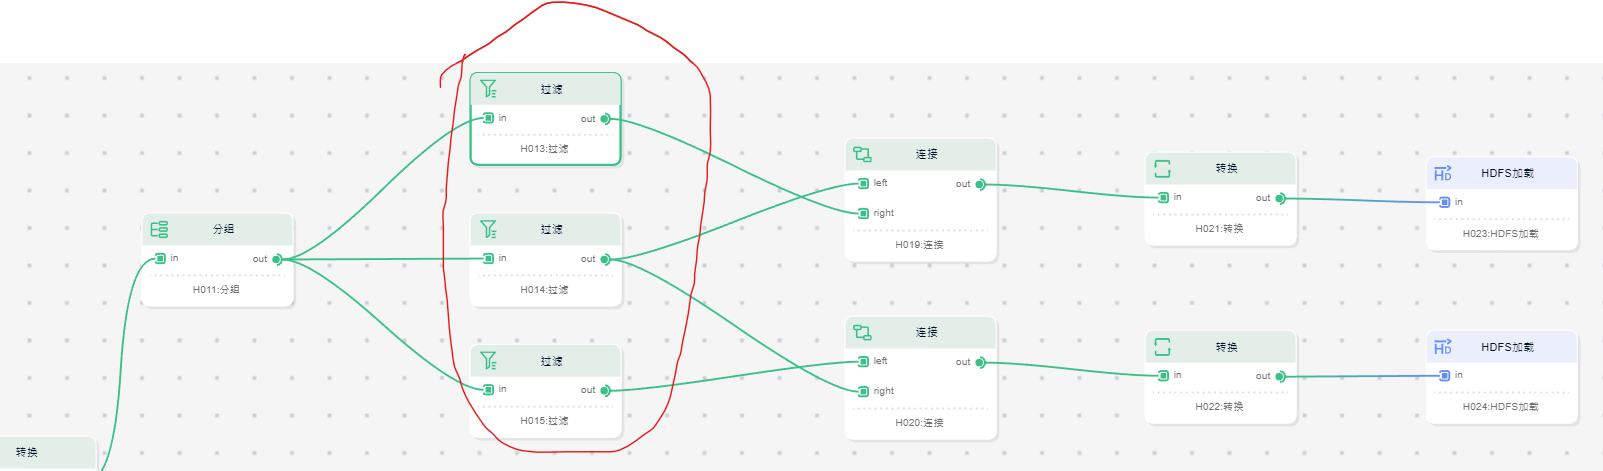 过滤
in
out
H013:过滤
分组
in
out
H011:分组
过滤
in
out
H014:过滤
过滤
in
out
H015:过滤
连接
left
out
right
H019:连接
连接
left
out
right
H020:连接
转换
in
out
H021:转换
转换
in
out
H022:转换
HDFS加载
in
H023:HDFS加载
HDFS加载
in
H024:HDFS加载
转换